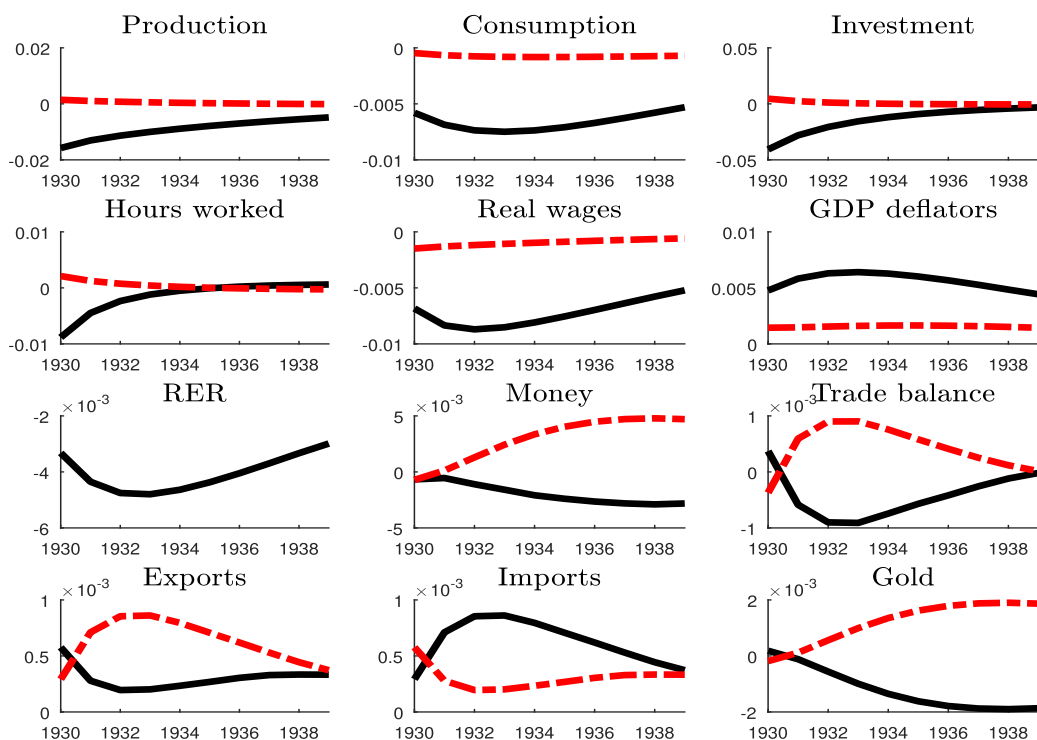 Production Consumption Investment
0.02 0 0.05
0 -0.005 0
-0.02 -0.01 -0.05
1930 1932 1934 1936 1938 1930 1932 1934 1936 1938 1930 1932 1934 1936 1938
Hours worked Real wages GDP deflators
0.01 0 0.01
0 -0.005 0.005
-0.01 -0.01 0
1930 1932 1934 1936 1938 1930 1932 1934 1936 1938 1930 1932 1934 1936 1938
RER Money Trade balance
×10⁻³ ×10⁻³ ×10⁻³
-2 5 1
-4 0 0
-6 -5 -1
1930 1932 1934 1936 1938 1930 1932 1934 1936 1938 1930 1932 1934 1936 1938
Exports Imports Gold
×10⁻³ ×10⁻³ ×10⁻³
1 1 2
0.5 0.5 0
0 0 -2
1930 1932 1934 1936 1938 1930 1932 1934 1936 1938 1930 1932 1934 1936 1938